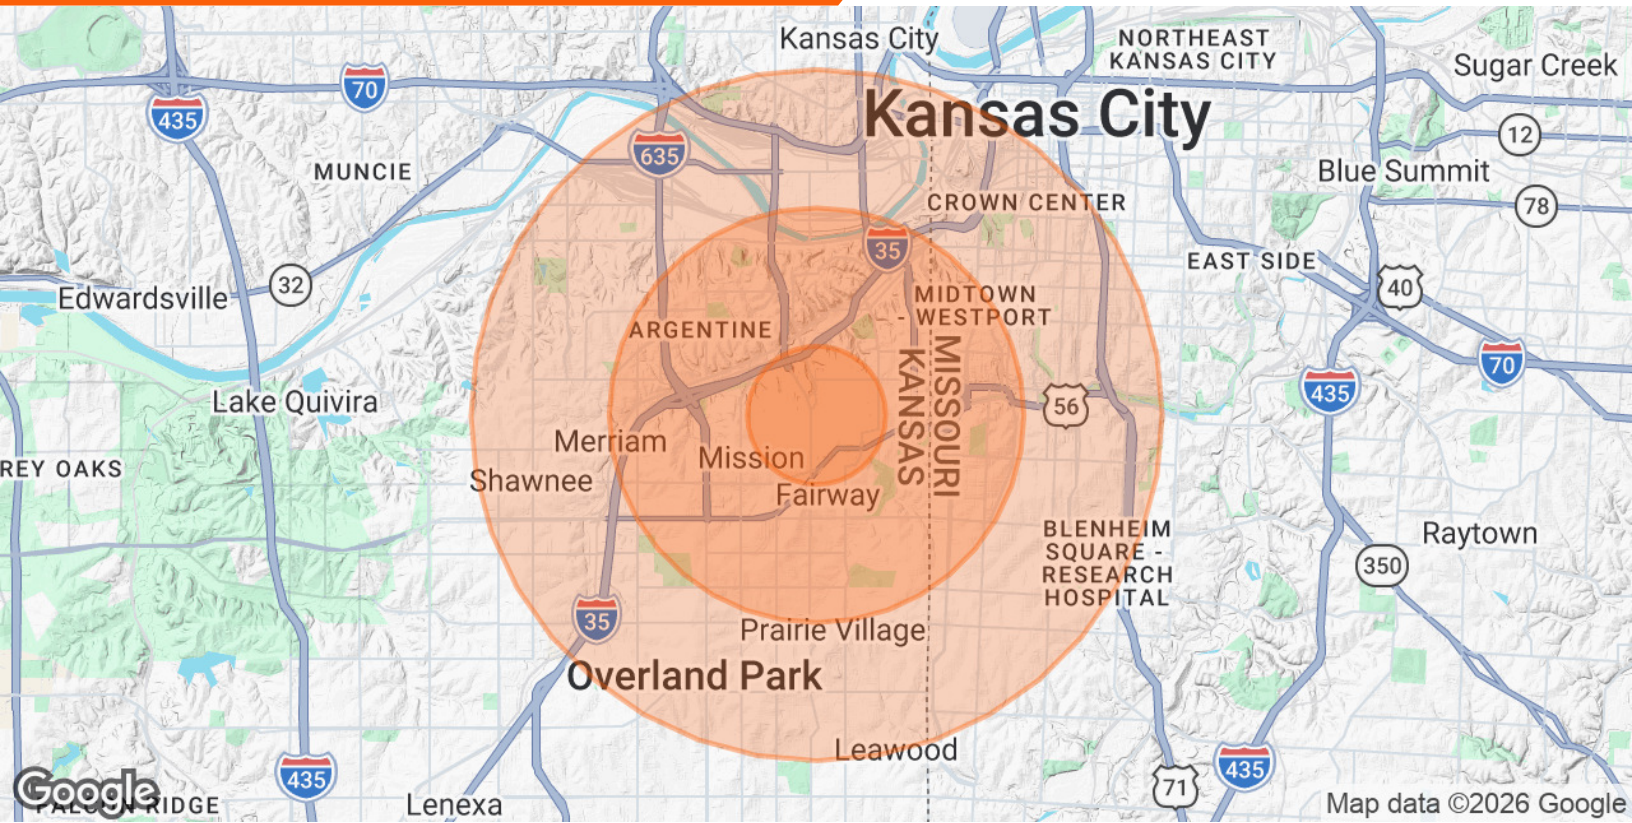 Kansas City
NORTHEAST
KANSAS CITY
Sugar Creek
70
435
Kansas City
12
635
MUNCIE
Blue Summit
78
CROWN CENTER
35
EAST SIDE
32
Edwardsville
40
MIDTOWN
- WESTPORT
ARGENTINE
KANSAS
MISSOURI
70
435
Lake Quivira
56
Merriam
Mission
REY OAKS
Shawnee
Fairway
BLENHEIM
SQUARE -
RESEARCH
HOSPITAL
Raytown
350
35
Prairie Village
Overland Park
Leawood
435
435
71
Google
RIDGE
Lenexa
Map data ©2026 Google